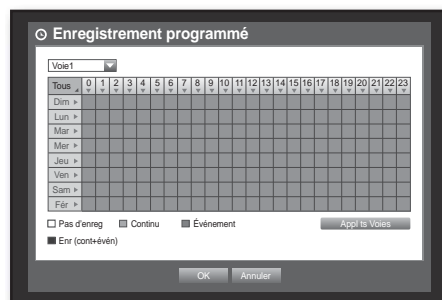 Enregistrement programmé
Voie1
Tous 0 1 2 3 4 5 6 7 8 9 10 11 12 13 14 15 16 17 18 19 20 21 22 23
Dim
Lun
Mar
Mer
Jeu
Ven
Sam
Fér
Pas d'enreg Continu Événement Appl ts Voies
Enr (cont+évén)
OK Annuler